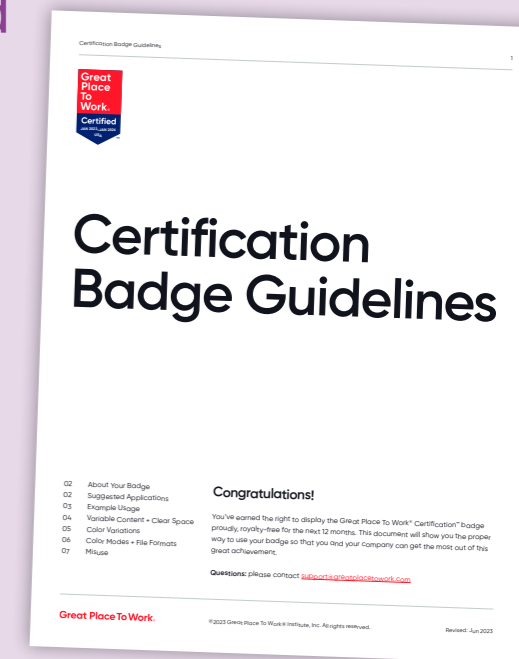 Certification Badge Guidelines
1
Great
Place
To
Work.
Certified
JAN 2023-JAN 2024
USA
™
Certification
Badge Guidelines
02 About Your Badge
02 Suggested Applications
03 Example Usage
04 Variable Content + Clear Space
05 Color Variations
06 Color Modes + File Formats
07 Misuse
Congratulations!
You've earned the right to display the Great Place To Work® Certification™ badge
proudly, royalty-free for the next 12 months. This document will show you the proper
way to use your badge so that you and your company can get the most out of this
great achievement.
Questions: please contact support@greatplacetowork.com
Great Place To Work.
©2023 Great Place To Work® Institute, Inc. All rights reserved.
Revised: Jun 2023